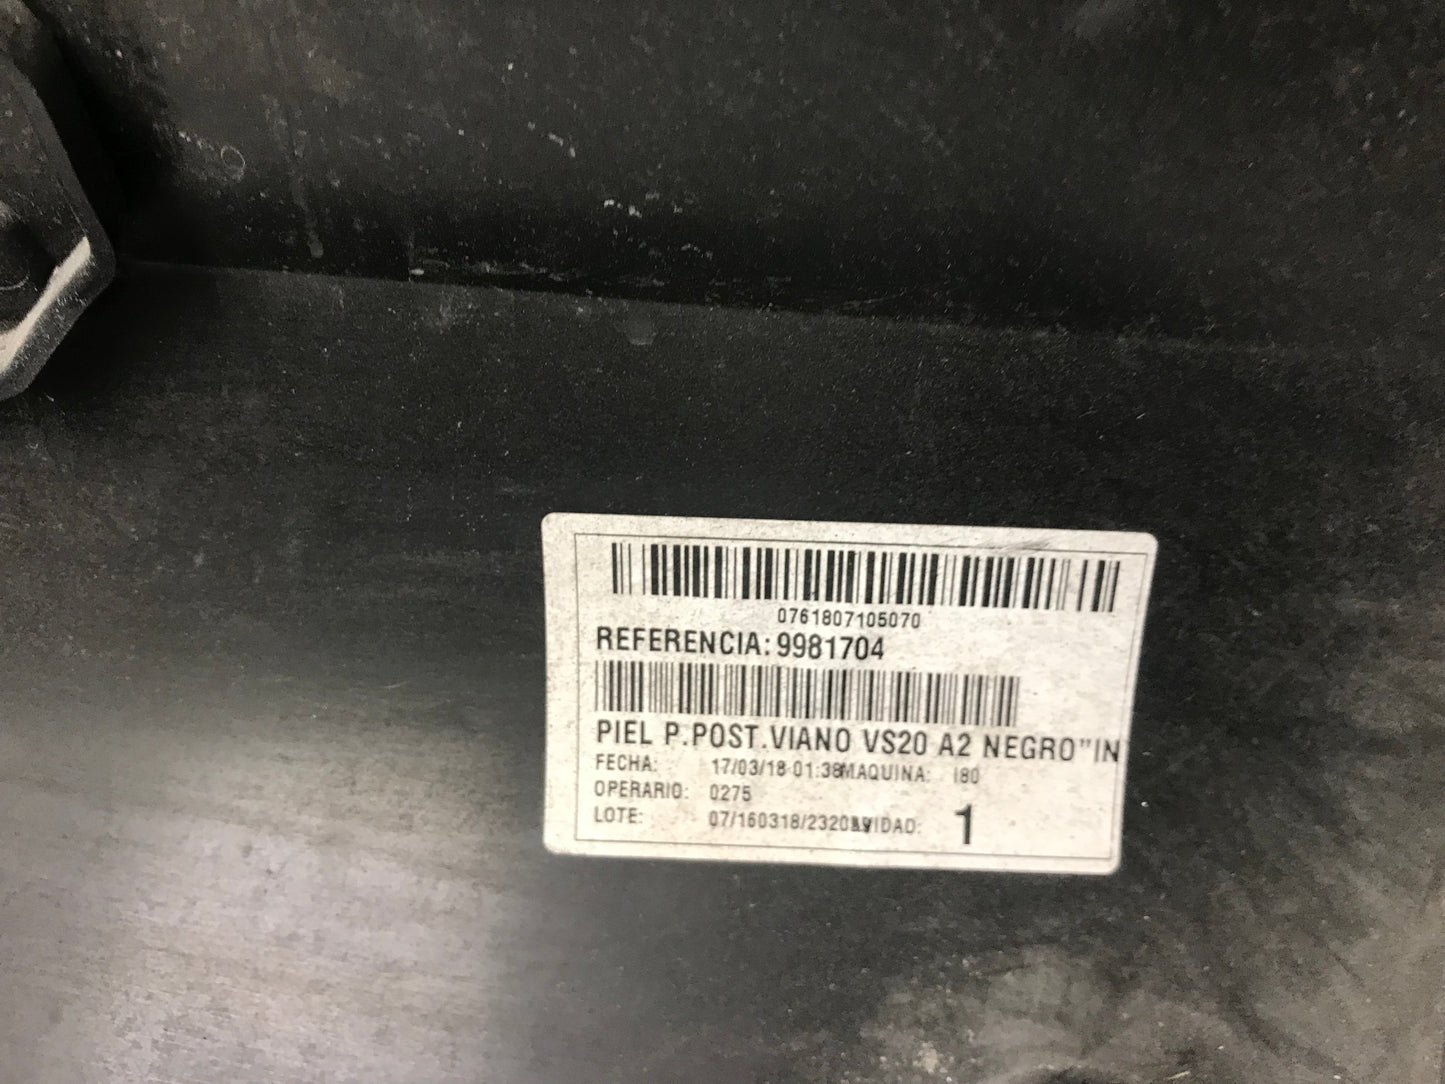 0761807105070
REFERENCIA: 9981704
PIEL P.POST.VIANO VS20 A2 NEGRO"IN
FECHA: 17/03/18 01:38 MAQUINA: I80
OPERARIO: 0275
LOTE: 07/160318/2320 VIDAD: 1